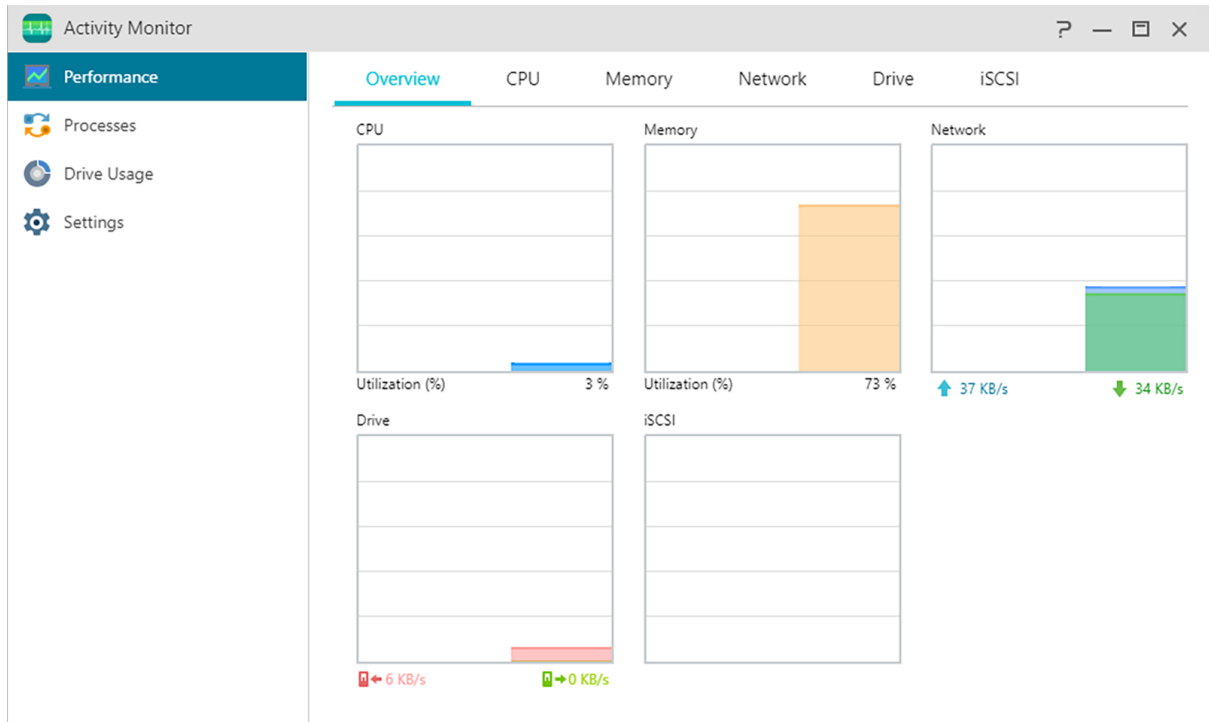 Activity Monitor
Performance
Processes
Drive Usage
Settings
Overview CPU Memory Network Drive iSCSI
CPU Memory Network
Utilization (%) 3 % Utilization (%) 73 % 37 KB/s 34 KB/s
Drive iSCSI
6 KB/s 0 KB/s